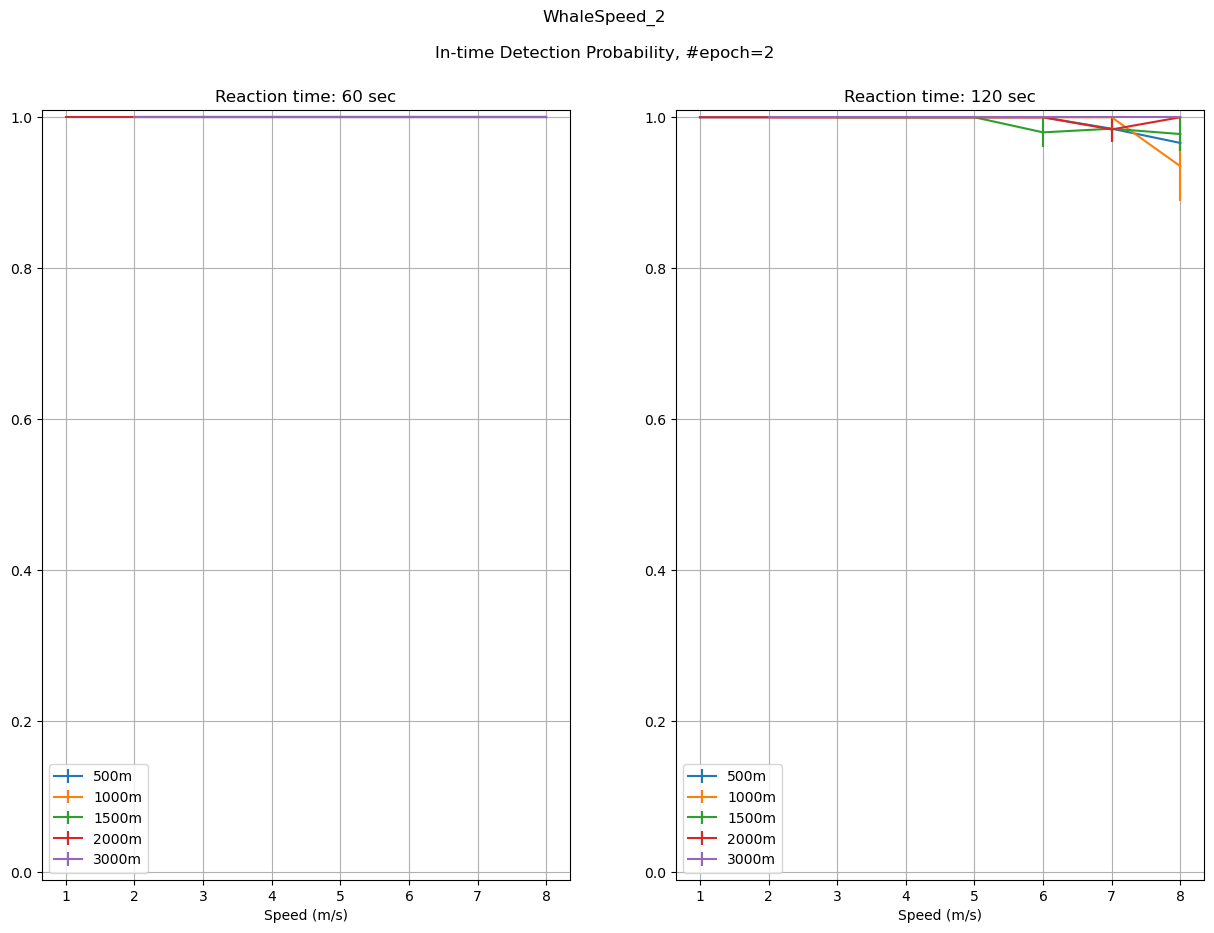 WhaleSpeed_2
In-time Detection Probability, #epoch=2
Reaction time: 60 sec
1.0
0.8
0.6
0.4
0.2
0.0
500m
1000m
1500m
2000m
3000m
1 2 3 4 5 6 7 8
Speed (m/s)
Reaction time: 120 sec
1.0
0.8
0.6
0.4
0.2
0.0
500m
1000m
1500m
2000m
3000m
1 2 3 4 5 6 7 8
Speed (m/s)